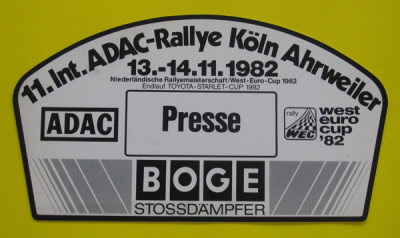 11. Int. ADAC-Rallye Köln Ahrweiler
13.-14.11.1982
Niederländische Rallyemeisterschaft/West-Euro-Cup 1982
Endlauf TOYOTA-STARLET-CUP 1982
ADAC
Presse
rally
WEC
west
euro
cup
'82
BOGE
STOSSDÄMPFER